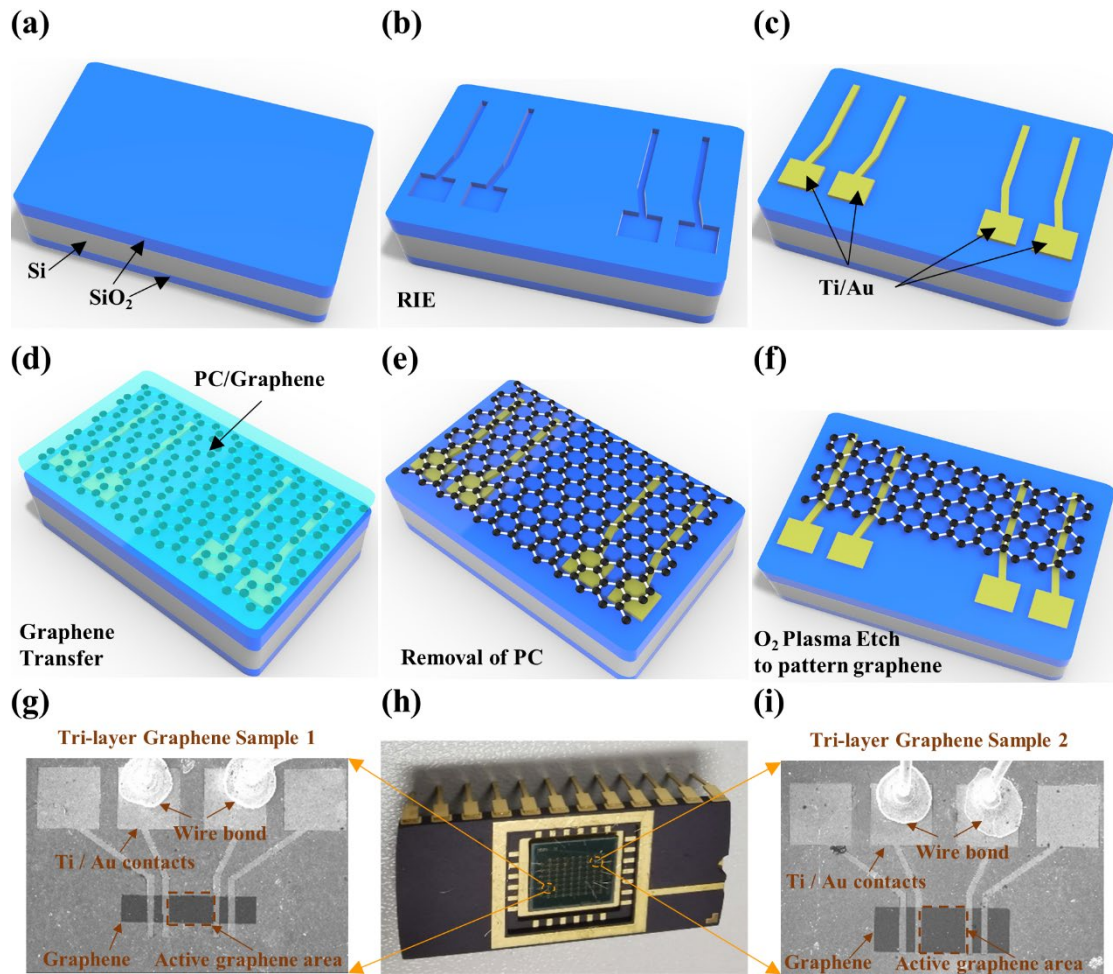 (a)
(b)
(c)
Si
SiO2
RIE
Ti/Au
(d)
(e)
(f)
PC/Graphene
Graphene
Transfer
Removal of PC
O2 Plasma Etch
to pattern graphene
(g)
(h)
(i)
Tri-layer Graphene Sample 1
Wire bond
Ti / Au contacts
Graphene
Active graphene area
Tri-layer Graphene Sample 2
Wire bond
Ti / Au contacts
Graphene
Active graphene area